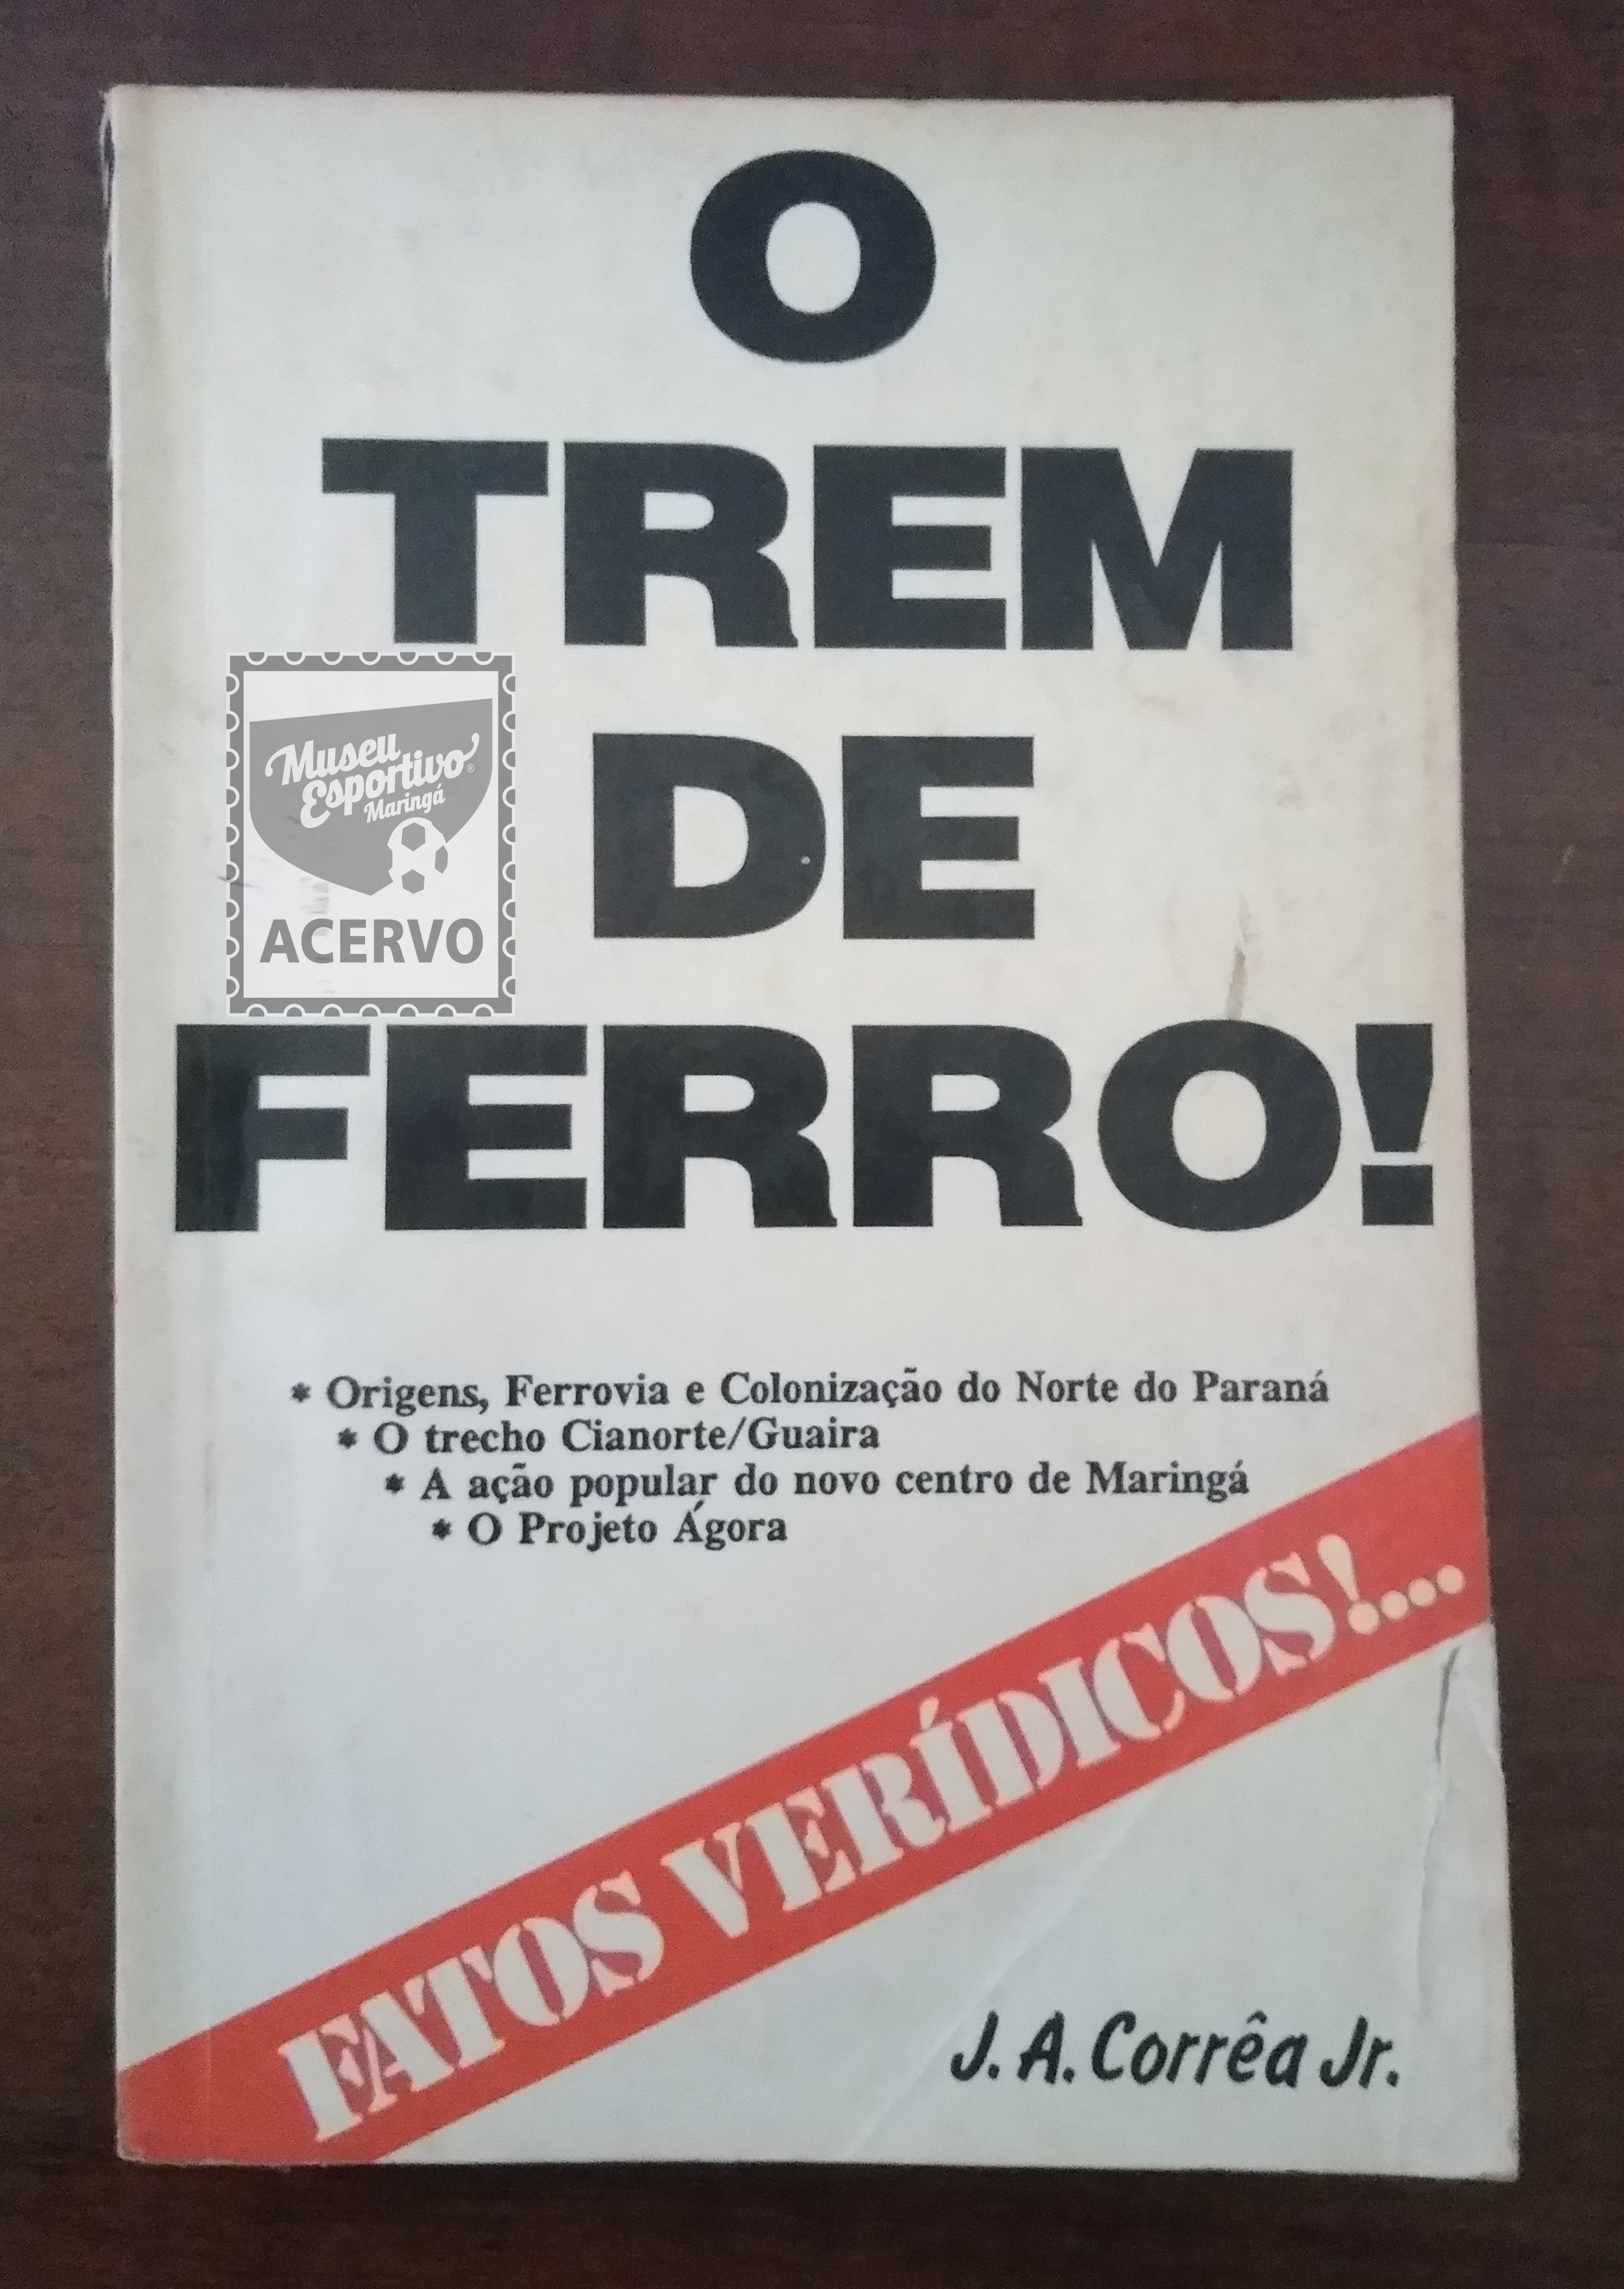 O
TREM
DE
FERRO!
Museu
Esportivo®
Maringá
ACERVO
* Origens, Ferrovia e Colonização do Norte do Paraná
* O trecho Cianorte/Guaira
* A ação popular do novo centro de Maringá
* O Projeto Ágora
FATOS VERÍDICOS!....
J. A. Corrêa Jr.